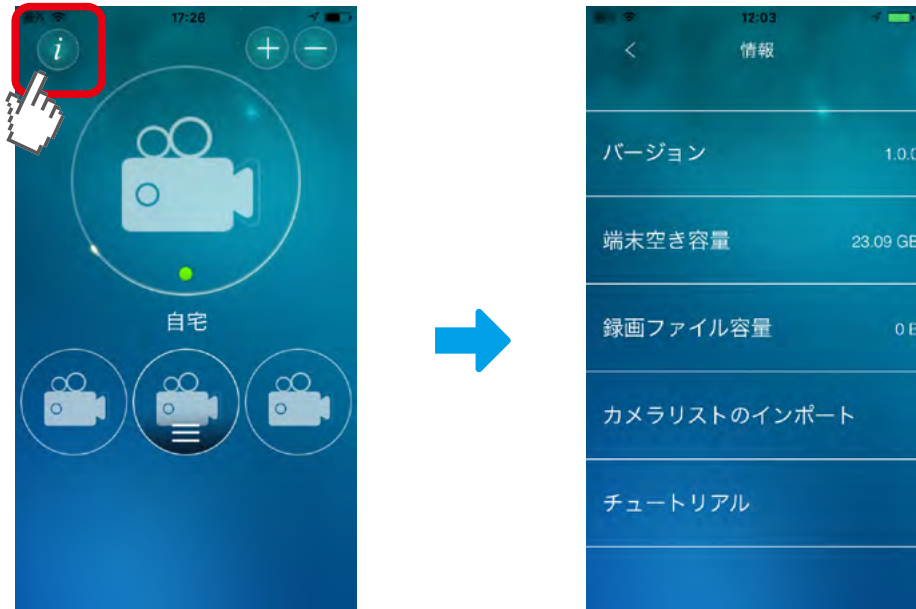 17:26
i
自宅
12:03
情報
バージョン 1.0.0
端末空き容量 23.09 GB
録画ファイル容量 0 B
カメラリストのインポート
チュートリアル